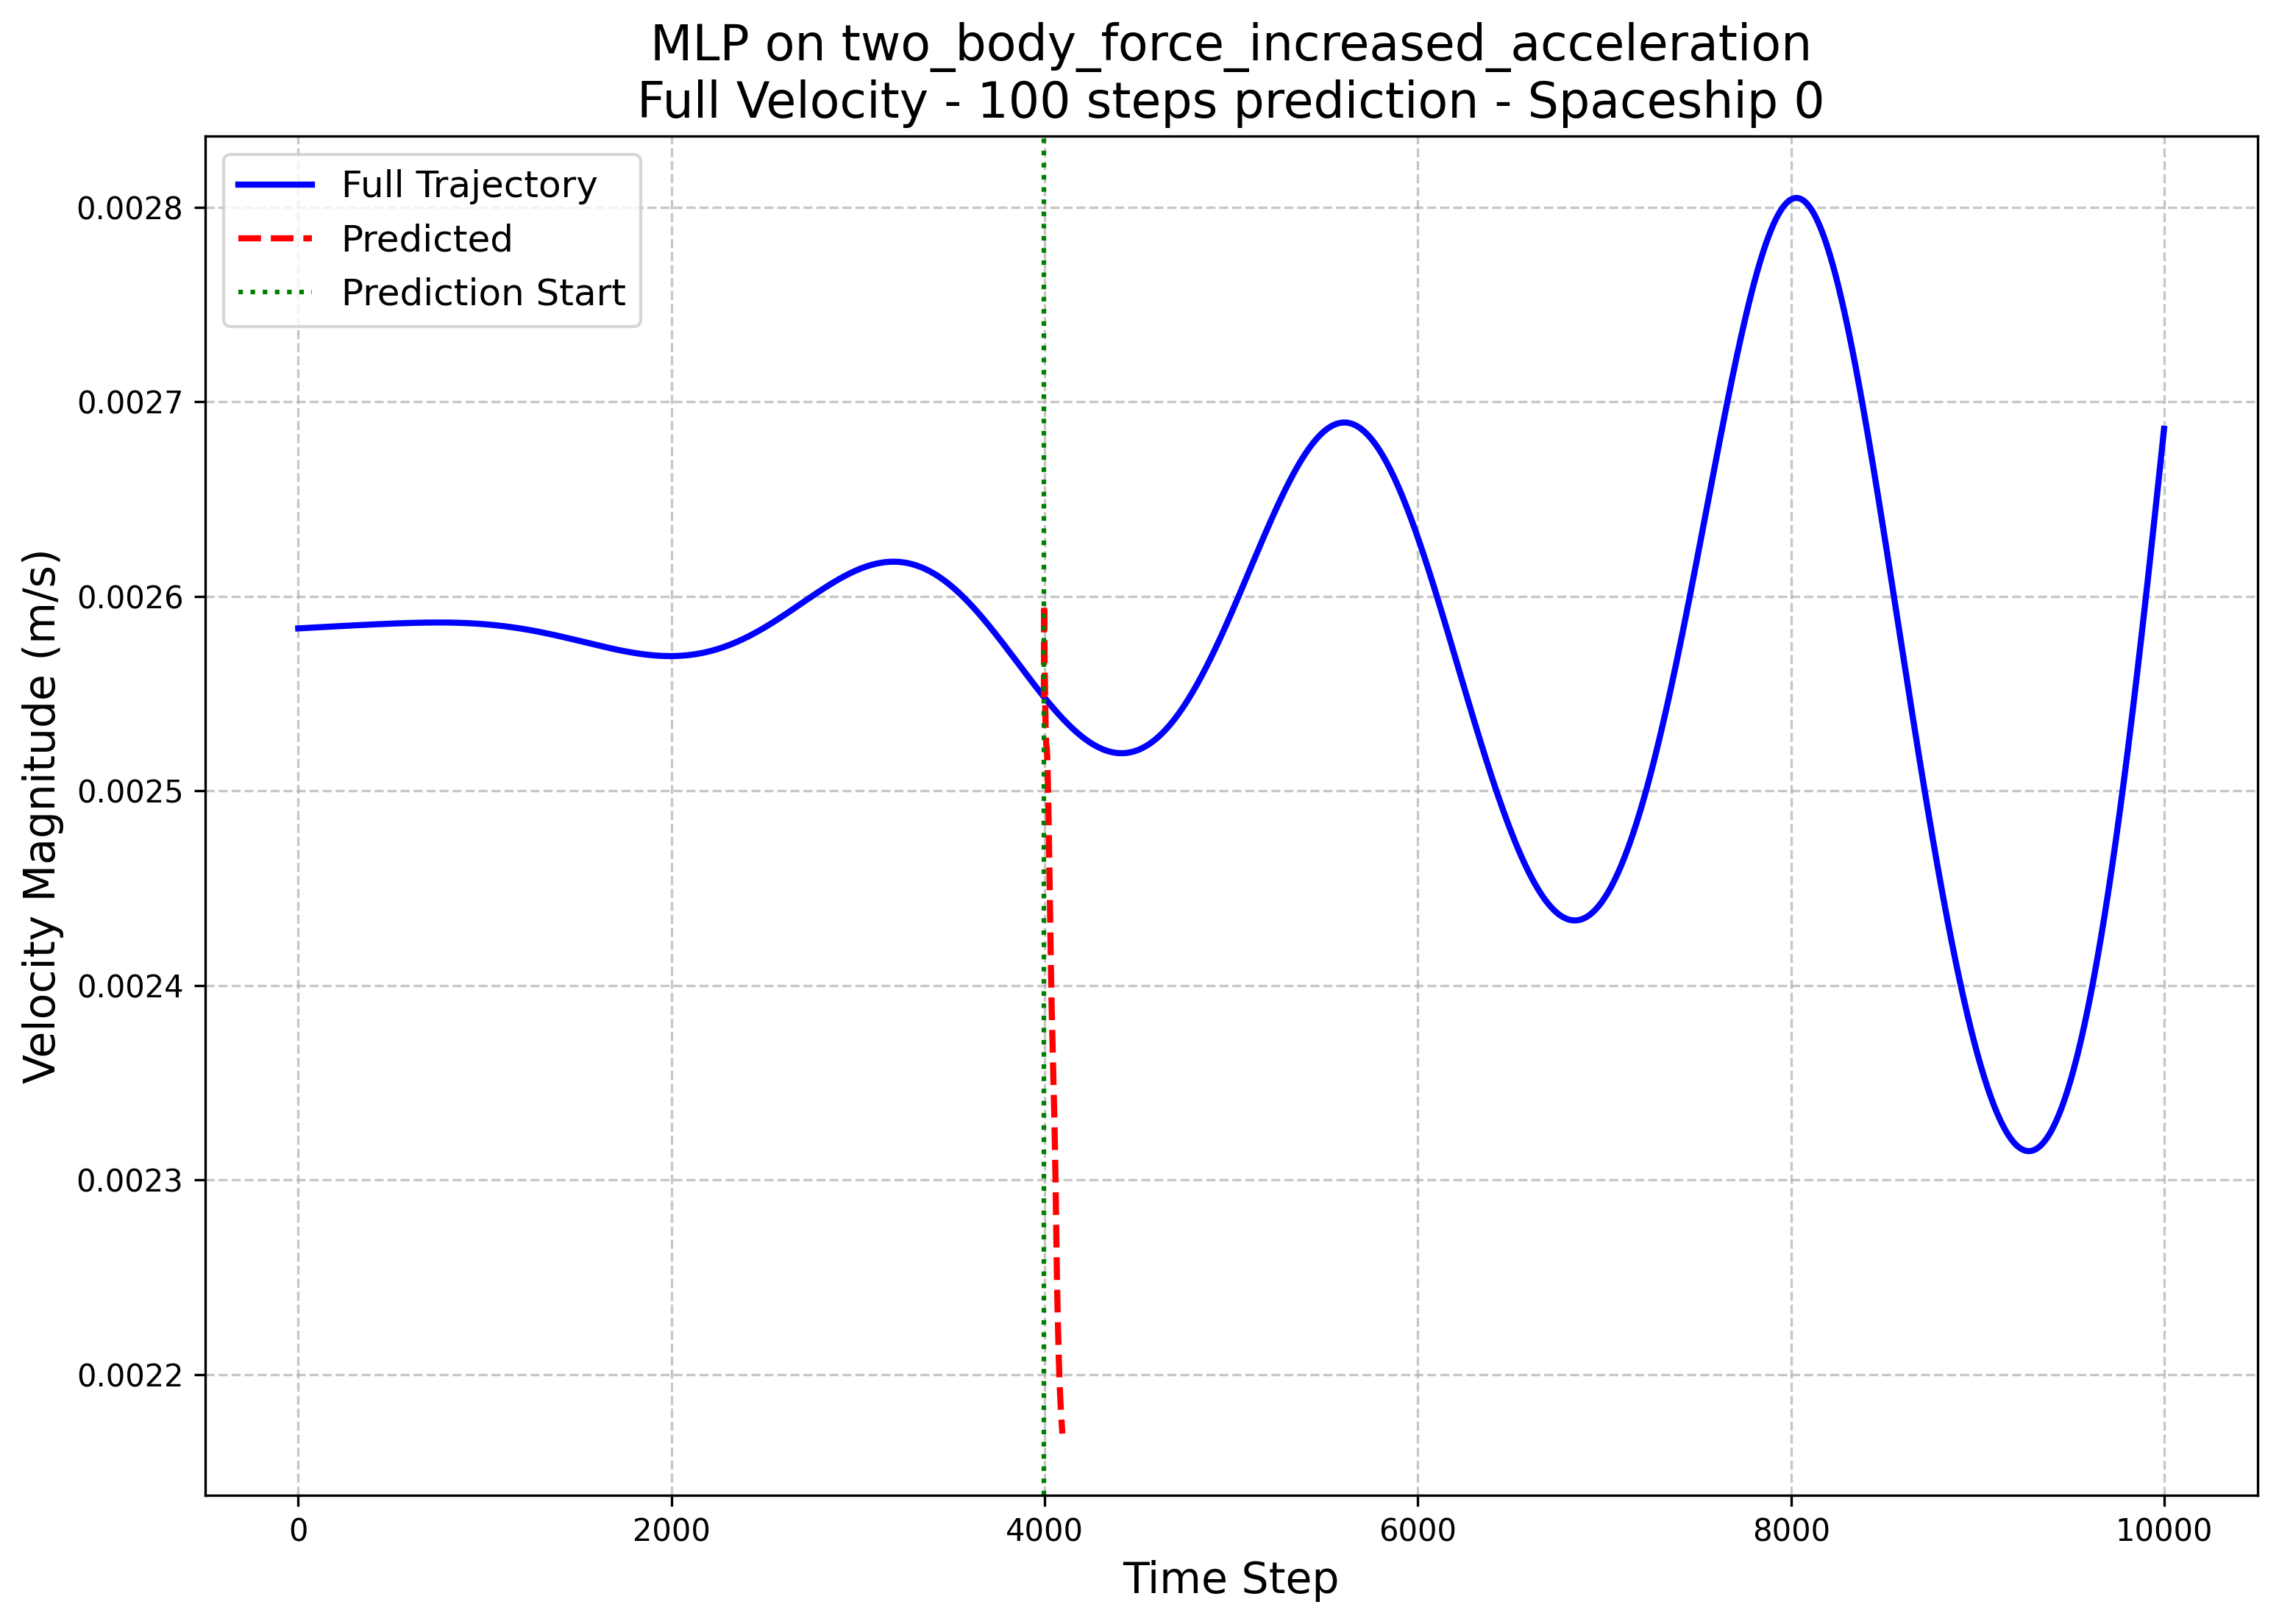 MLP on two_body_force_increased_acceleration
Full Velocity - 100 steps prediction - Spaceship 0
Full Trajectory
Predicted
Prediction Start
Velocity Magnitude (m/s)
0.0028
0.0027
0.0026
0.0025
0.0024
0.0023
0.0022
0
2000
4000
6000
8000
10000
Time Step